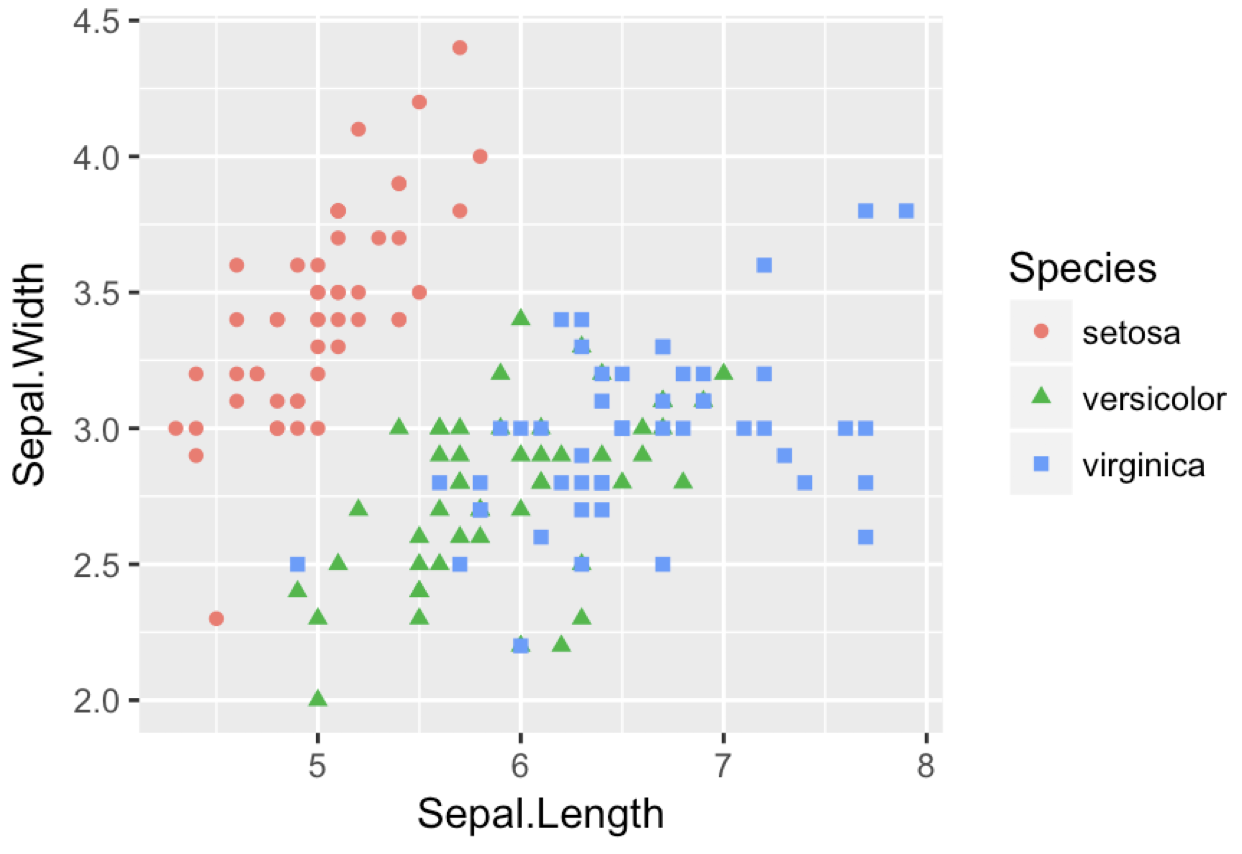 4.5
4.0
3.5
3.0
2.5
2.0
Sepal.Width
5 6 7 8
Sepal.Length
Species
setosa
versicolor
virginica